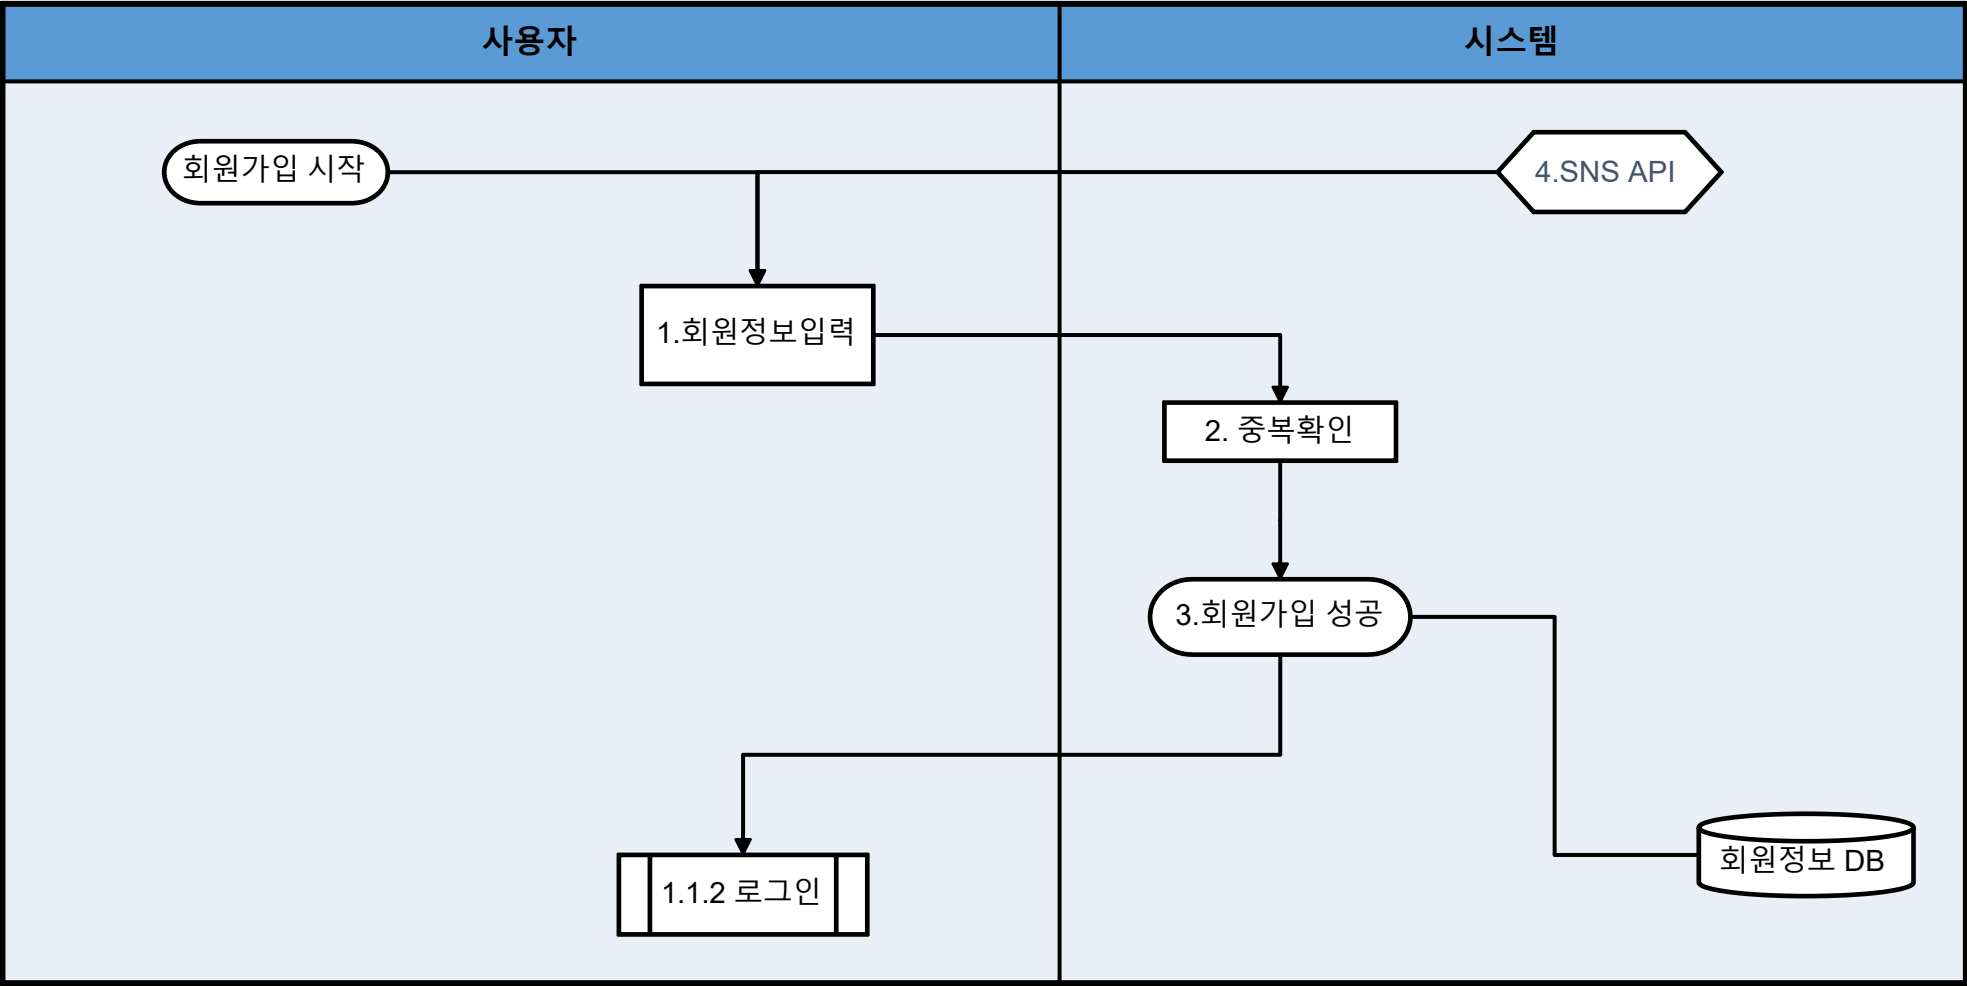 사용자
시스템
회원가입 시작
4.SNS API
1.회원정보입력
2. 중복확인
3.회원가입 성공
회원정보 DB
1.1.2 로그인